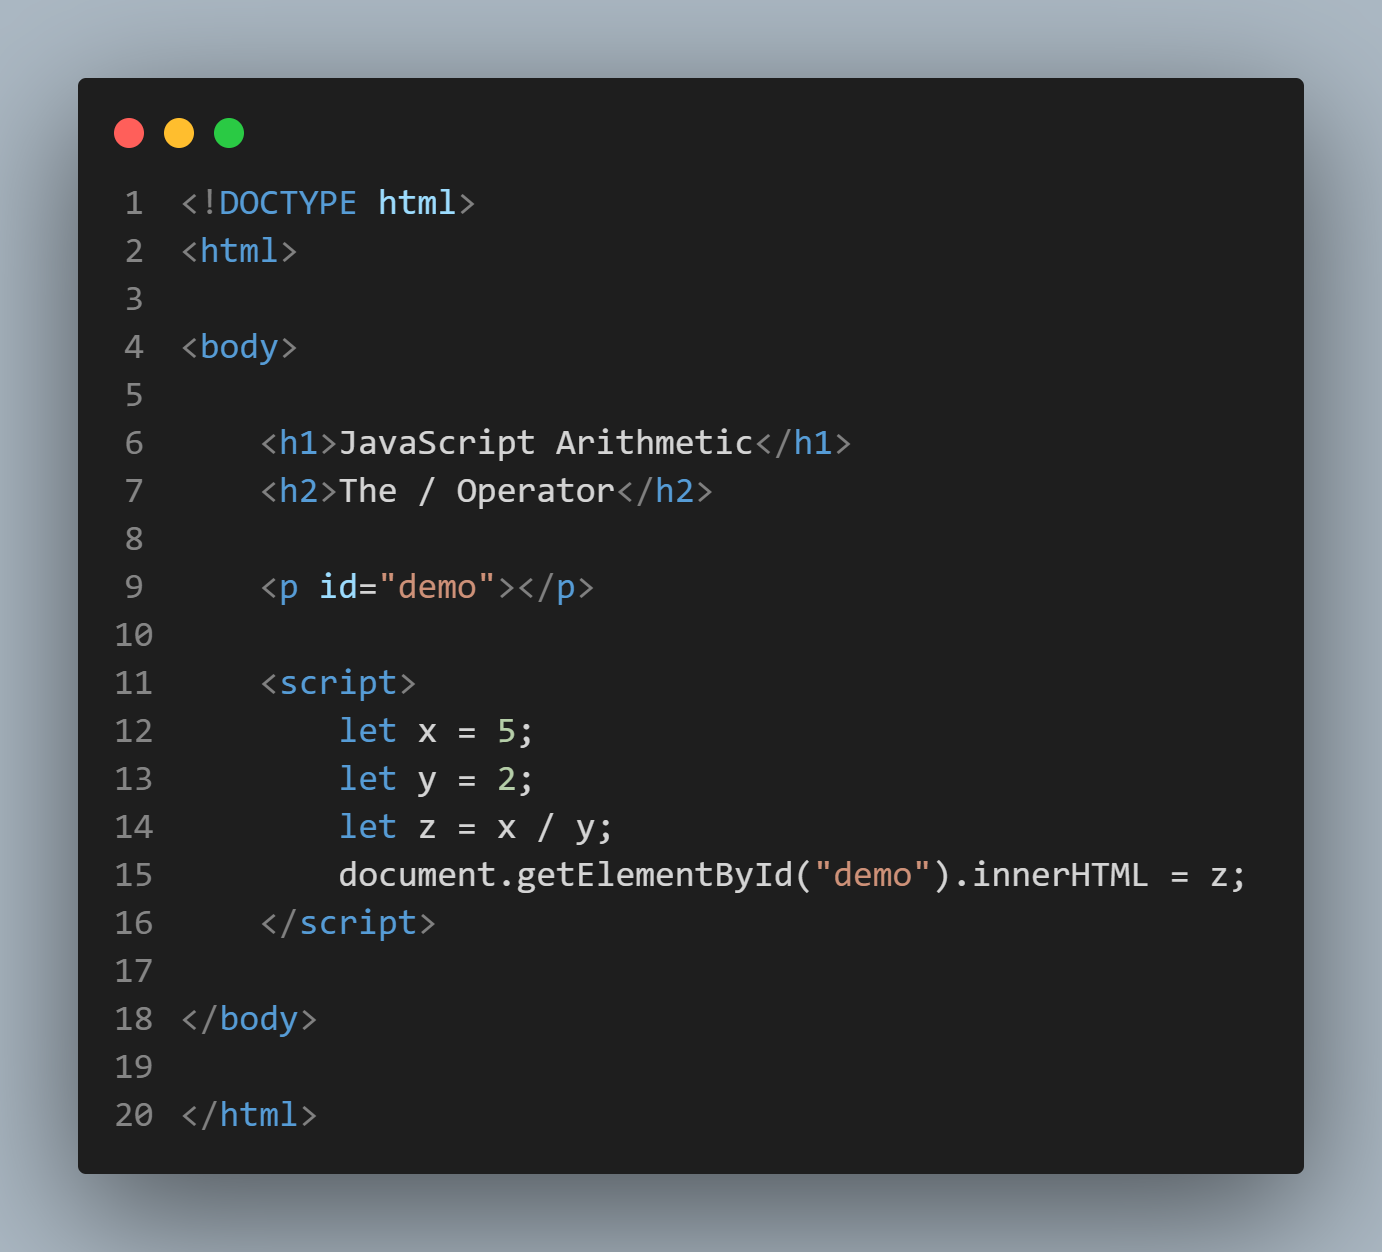 1 <!DOCTYPE html>
2 <html>
3
4 <body>
5
6     <h1>JavaScript Arithmetic</h1>
7     <h2>The / Operator</h2>
8
9     <p id="demo"></p>
10
11     <script>
12         let x = 5;
13         let y = 2;
14         let z = x / y;
15         document.getElementById("demo").innerHTML = z;
16     </script>
17
18 </body>
19
20 </html>